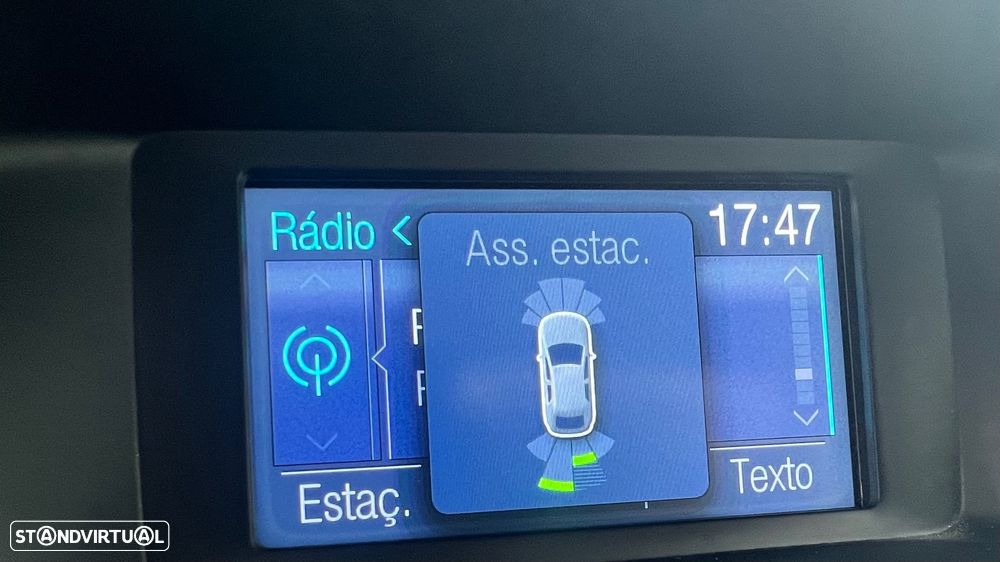 Rádio <
17:47
Ass. estac.
Estaç.
Texto
STANDVIRTUAL